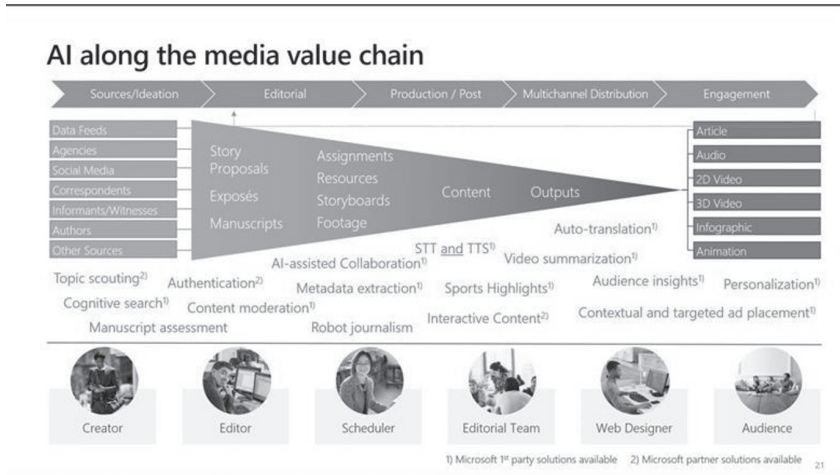 AI along the media value chain
Sources/Ideation
Editorial
Production / Post
Multichannel Distribution
Engagement
Data Feeds
Agencies
Social Media
Correspondents
Informants/Witnesses
Authors
Other Sources
Story
Proposals
Exposés
Manuscripts
Assignments
Resources
Storyboards
Footage
Content
Outputs
Article
Audio
2D Video
3D Video
Infographic
Animation
Auto-translation1)
STT and TTS1)
Video summarization1)
AI-assisted Collaboration1)
Topic scouting2)
Authentication2)
Metadata extraction1)
Sports Highlights1)
Audience insights1)
Personalization1)
Cognitive search1)
Content moderation1)
Interactive Content2)
Contextual and targeted ad placement1)
Manuscript assessment
Robot journalism
Creator
Editor
Scheduler
Editorial Team
Web Designer
Audience
1) Microsoft 1st party solutions available 2) Microsoft partner solutions available
21